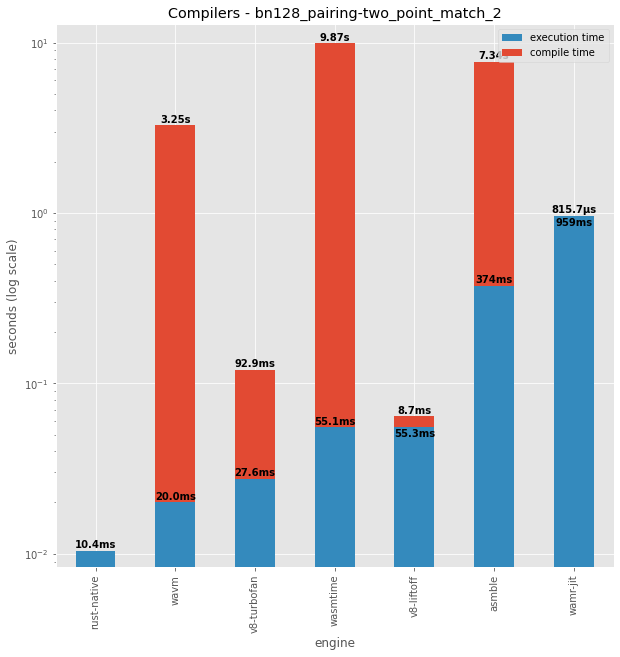 Compilers - bn128_pairing-two_point_match_2
execution time
compile time
10¹
10⁰
10⁻¹
10⁻²
seconds (log scale)
10.4ms
3.25s
20.0ms
92.9ms
27.6ms
9.87s
55.1ms
8.7ms
55.3ms
7.34s
374ms
815.7µs
959ms
rust-native
wavm
v8-turbofan
wasmtime
v8-liftoff
asmble
wamr-jit
engine